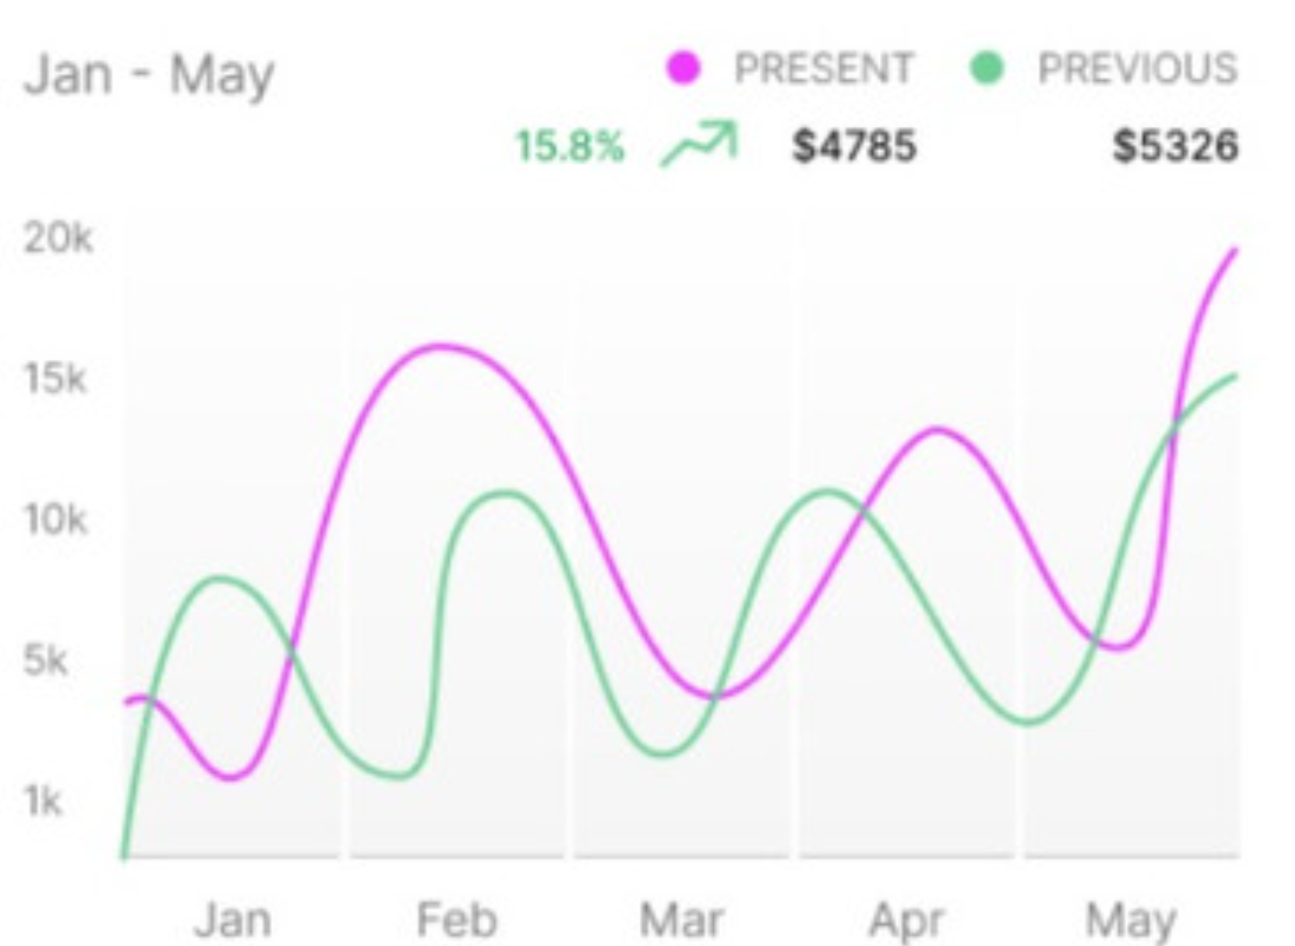 Jan - May
PRESENT PREVIOUS
15.8% $4785 $5326
20k
15k
10k
5k
1k
Jan Feb Mar Apr May